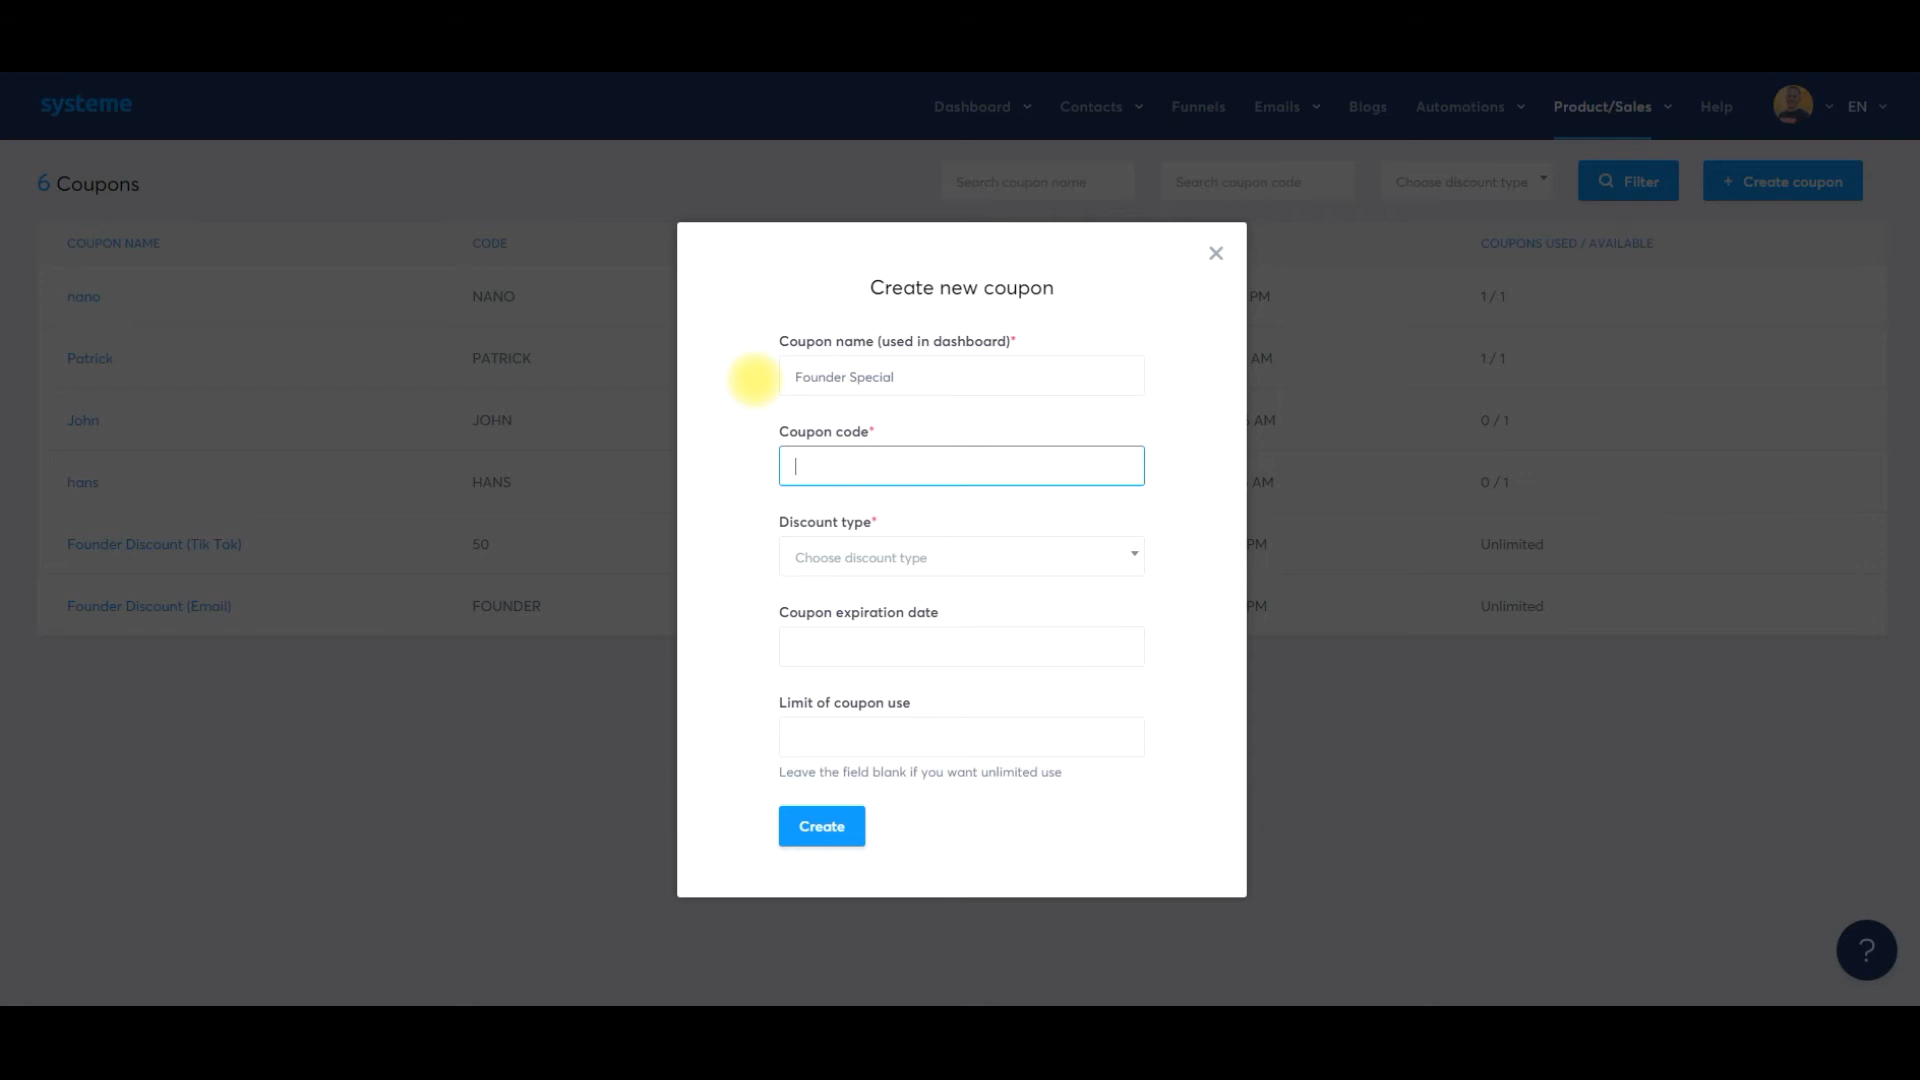 systeme
Dashboard
Contacts
Funnels
Emails
Blogs
Automations
Product/Sales
Help
EN
6 Coupons
Search coupon name
Search coupon code
Choose discount type
Filter
+ Create coupon
COUPON NAME
CODE
COUPONS USED / AVAILABLE
nano
NANO
PM
1 / 1
Patrick
PATRICK
AM
1 / 1
John
JOHN
AM
0 / 1
hans
HANS
AM
0 / 1
Founder Discount (Tik Tok)
50
PM
Unlimited
Founder Discount (Email)
FOUNDER
PM
Unlimited
Create new coupon
Coupon name (used in dashboard)*
Founder Special
Coupon code*
Discount type*
Choose discount type
Coupon expiration date
Limit of coupon use
Leave the field blank if you want unlimited use
Create
?